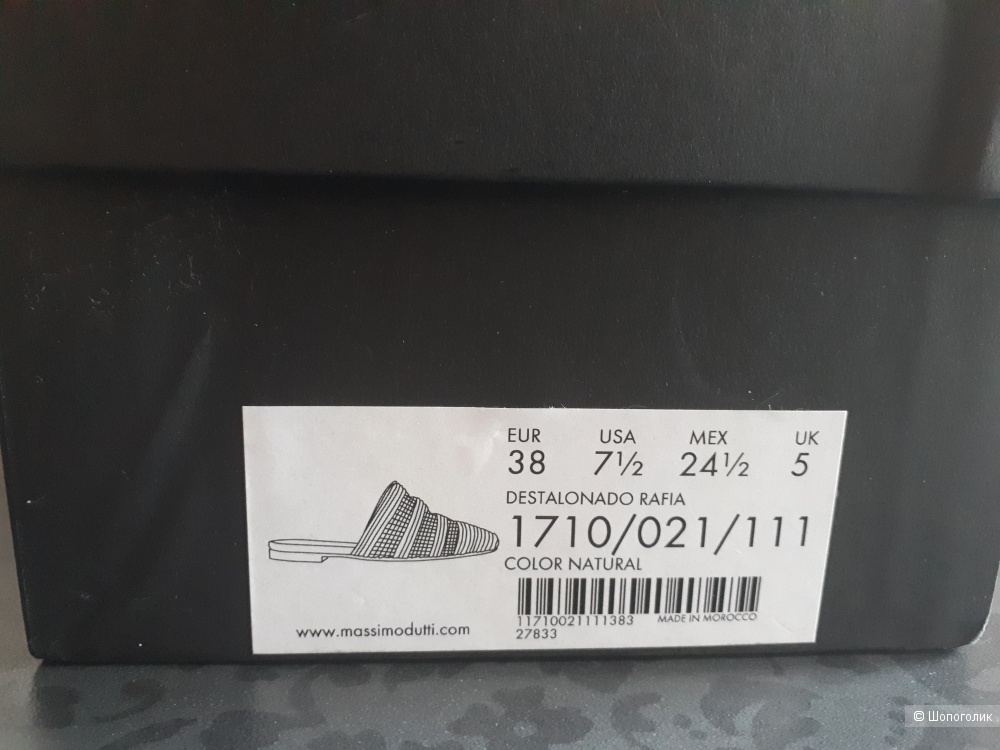 EUR USA MEX UK
38 7½ 24½ 5
DESTALONADO RAFIA
1710/021/111
COLOR NATURAL
11710021111383 MADE IN MOROCCO
27833
www.massimodutti.com
© Шопоголик